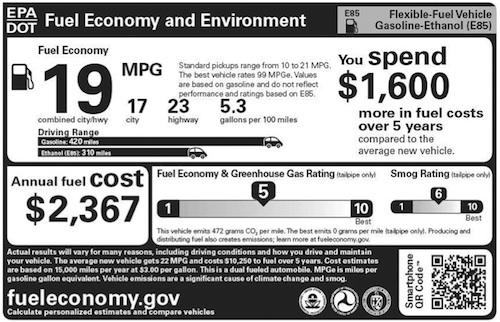 EPA
DOT
Fuel Economy and Environment
E85
Flexible-Fuel Vehicle
Gasoline-Ethanol (E85)
Fuel Economy
19 MPG
combined city/hwy
17
city
23
highway
5.3
gallons per 100 miles
Standard pickups range from 10 to 21 MPG.
The best vehicle rates 99 MPGe. Values
are based on gasoline and do not reflect
performance and ratings based on E85.
Driving Range
Gasoline: 420 miles
Ethanol (E85): 310 miles
You spend
$1,600
more in fuel costs
over 5 years
compared to the
average new vehicle.
Annual fuel cost
$2,367
Fuel Economy & Greenhouse Gas Rating (tailpipe only)
5
1
10
Best
Smog Rating (tailpipe only)
6
1
10
Best
This vehicle emits 472 grams CO₂ per mile. The best emits 0 grams per mile (tailpipe only). Producing and
distributing fuel also creates emissions; learn more at fueleconomy.gov.
Actual results will vary for many reasons, including driving conditions and how you drive and maintain
your vehicle. The average new vehicle gets 22 MPG and costs $10,250 to fuel over 5 years. Cost estimates
are based on 15,000 miles per year at $3.00 per gallon. This is a dual fueled automobile. MPGe is miles per
gasoline gallon equivalent. Vehicle emissions are a significant cause of climate change and smog.
fueleconomy.gov
Calculate personalized estimates and compare vehicles
Smartphone
QR Code™